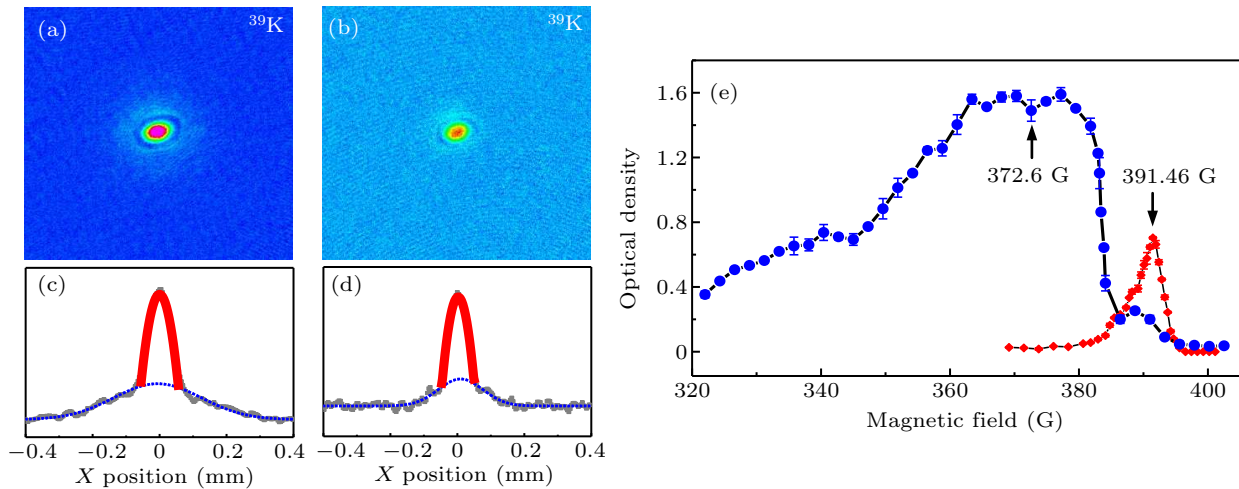 (a) ³⁹K
(b) ³⁹K
(c)
(d)
−0.4 −0.2 0 0.2 0.4
X position (mm)
−0.4 −0.2 0 0.2 0.4
X position (mm)
(e)
Optical density
1.6
1.2
0.8
0.4
0
372.6 G
391.46 G
320 340 360 380 400
Magnetic field (G)